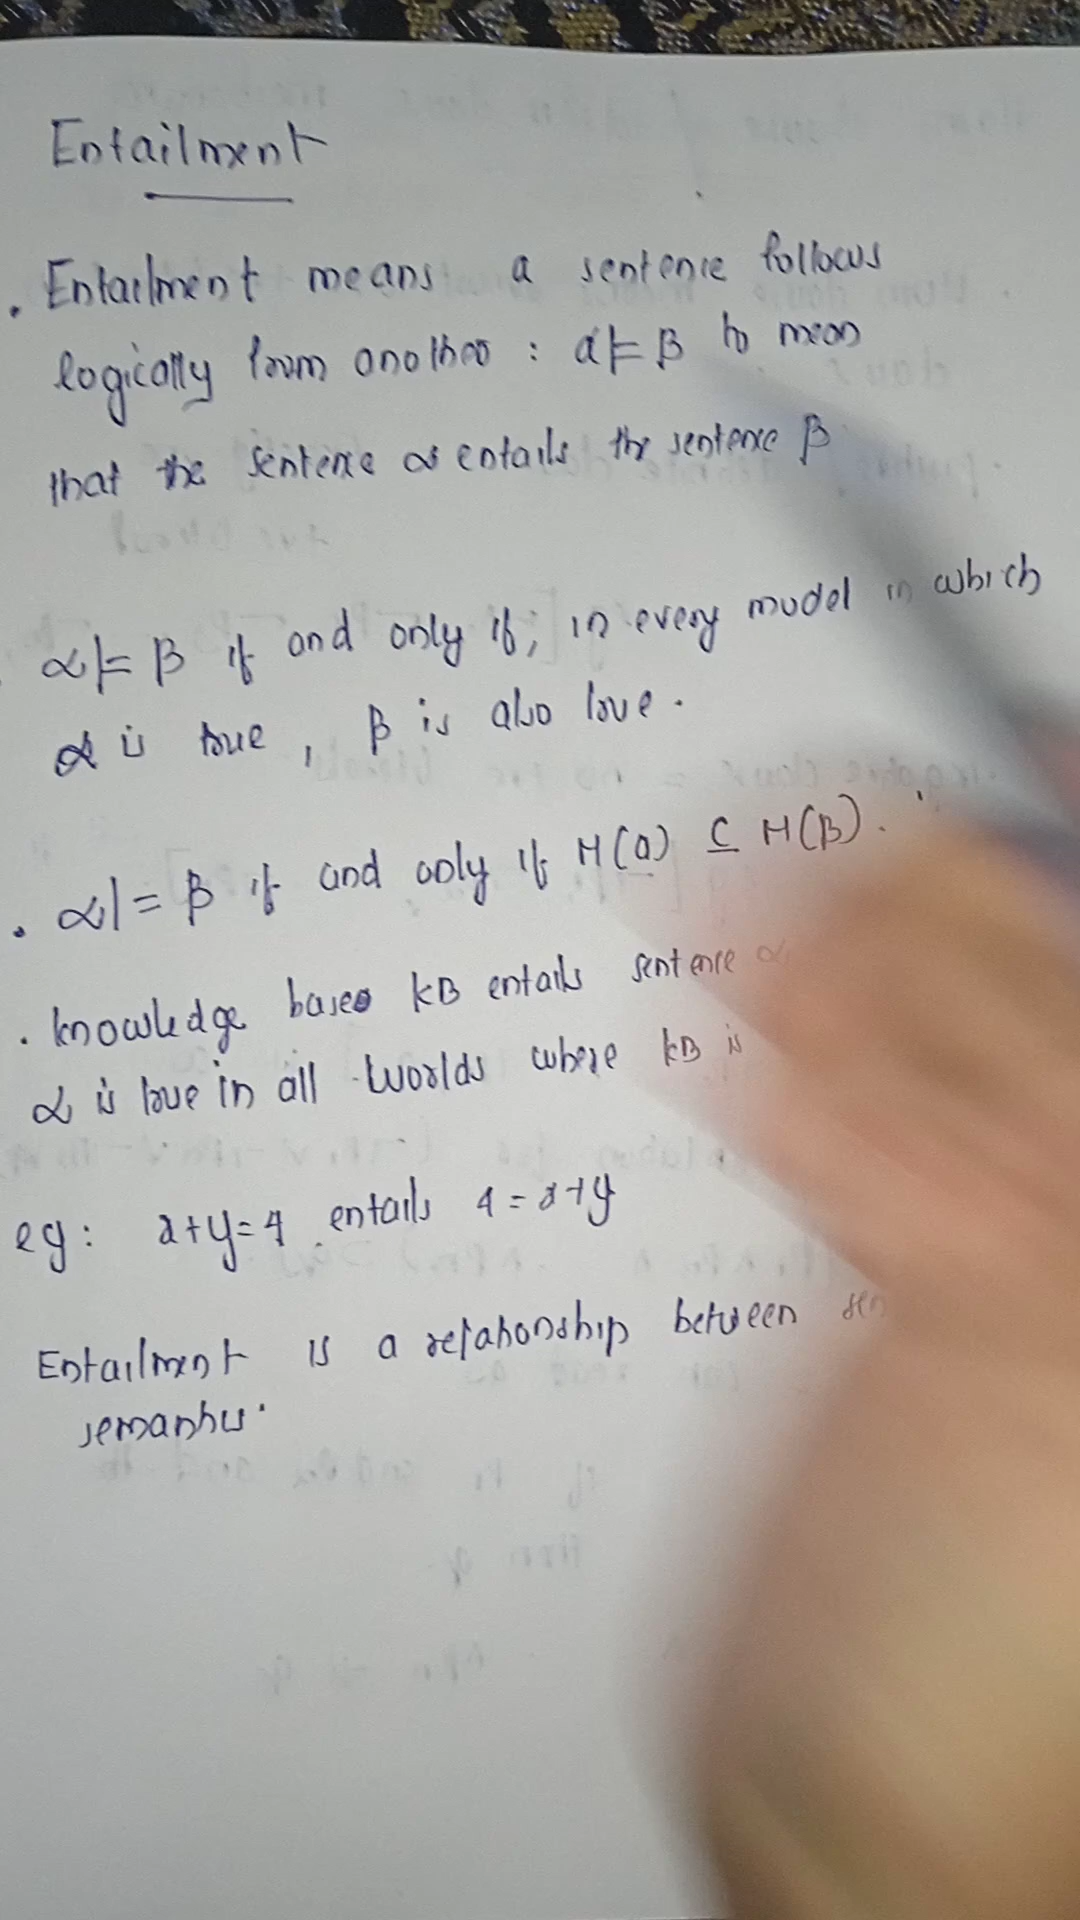 Entailment
. Entailment means a sentence follows
logically from another : α ⊨ β to mean
that the sentence α entails the sentence β
α ⊨ β if and only if, in every model in which
α is true, β is also true.
. α |= β if and only if M(α) ⊆ M(β).
. knowledge bases KB entails sentence α
α is true in all worlds where KB is
eg: x+y=4 entails 4=x+y
Entailment is a relationship between
semantics.